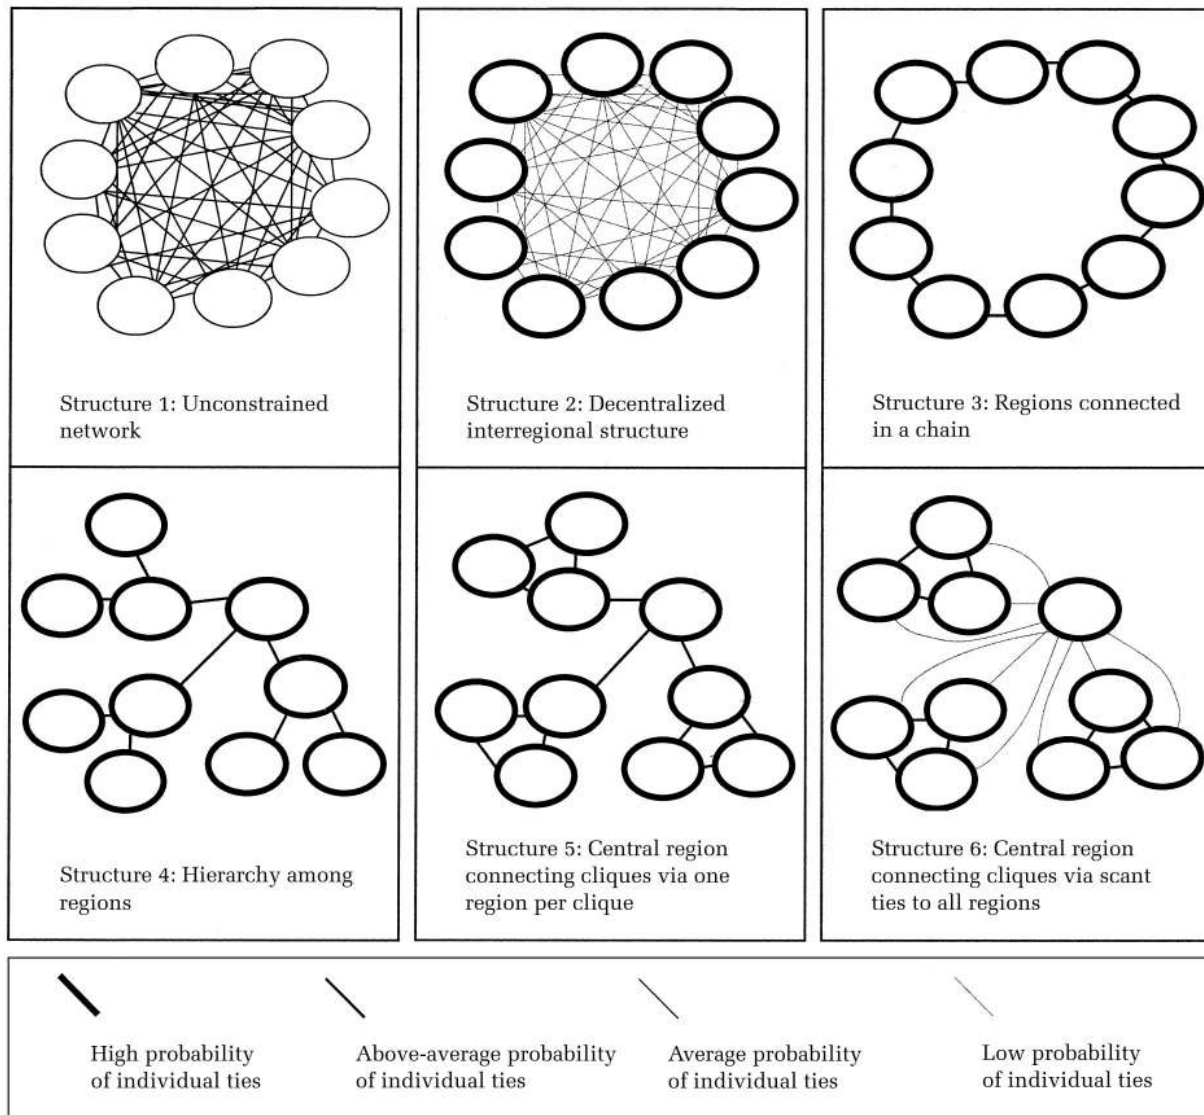 Structure 1: Unconstrained
network
Structure 2: Decentralized
interregional structure
Structure 3: Regions connected
in a chain
Structure 4: Hierarchy among
regions
Structure 5: Central region
connecting cliques via one
region per clique
Structure 6: Central region
connecting cliques via scant
ties to all regions
High probability
of individual ties
Above-average probability
of individual ties
Average probability
of individual ties
Low probability
of individual ties